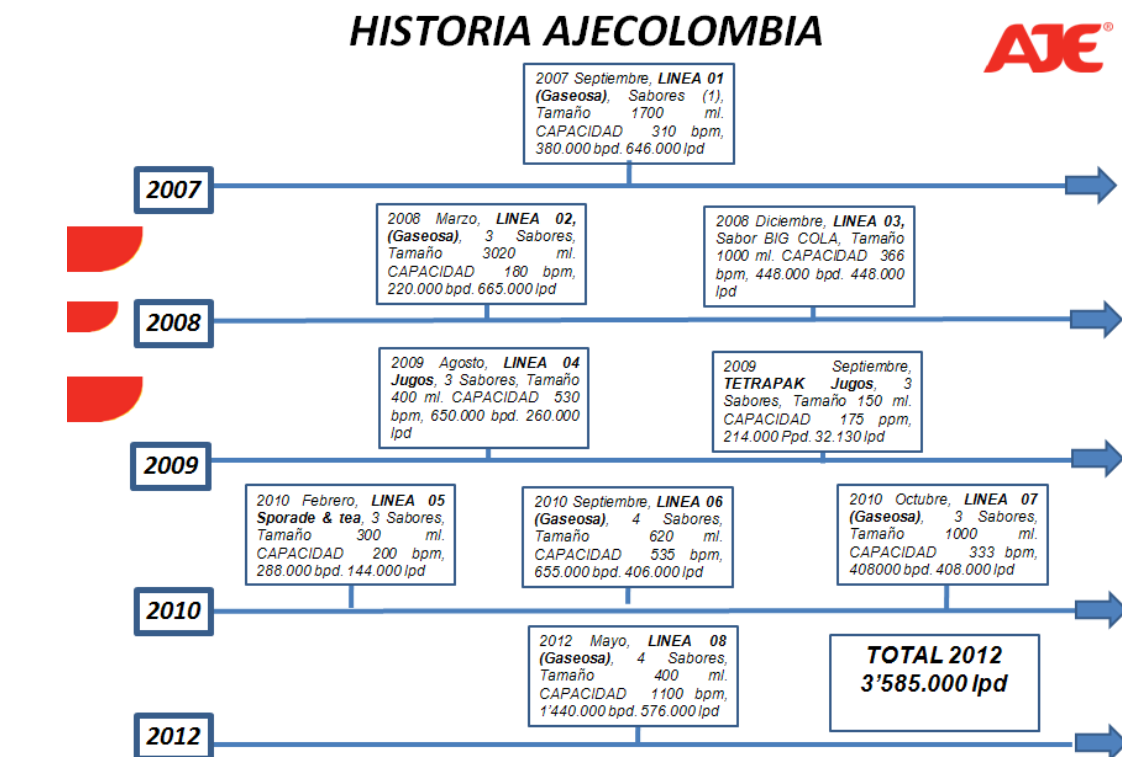 HISTORIA AJECOLOMBIA
AJE®
2007 Septiembre, LINEA 01
(Gaseosa), Sabores (1),
Tamaño 1700 ml.
CAPACIDAD 310 bpm,
380.000 bpd. 646.000 lpd
2007
2008 Marzo, LINEA 02,
(Gaseosa), 3 Sabores,
Tamaño 3020 ml.
CAPACIDAD 180 bpm,
220.000 bpd. 665.000 lpd
2008 Diciembre, LINEA 03,
Sabor BIG COLA, Tamaño
1000 ml. CAPACIDAD 366
bpm, 448.000 bpd. 448.000
lpd
2008
2009 Agosto, LINEA 04
Jugos, 3 Sabores, Tamaño
400 ml. CAPACIDAD 530
bpm, 650.000 bpd. 260.000
lpd
2009 Septiembre,
TETRAPAK Jugos, 3
Sabores, Tamaño 150 ml.
CAPACIDAD 175 ppm,
214.000 Ppd. 32.130 lpd
2009
2010 Febrero, LINEA 05
Sporade & tea, 3 Sabores,
Tamaño 300 ml.
CAPACIDAD 200 bpm,
288.000 bpd. 144.000 lpd
2010 Septiembre, LINEA 06
(Gaseosa), 4 Sabores,
Tamaño 620 ml.
CAPACIDAD 535 bpm,
655.000 bpd. 406.000 lpd
2010 Octubre, LINEA 07
(Gaseosa), 3 Sabores,
Tamaño 1000 ml.
CAPACIDAD 333 bpm,
408000 bpd. 408.000 lpd
2010
2012 Mayo, LINEA 08
(Gaseosa), 4 Sabores,
Tamaño 400 ml.
CAPACIDAD 1100 bpm,
1'440.000 bpd. 576.000 lpd
TOTAL 2012
3'585.000 lpd
2012